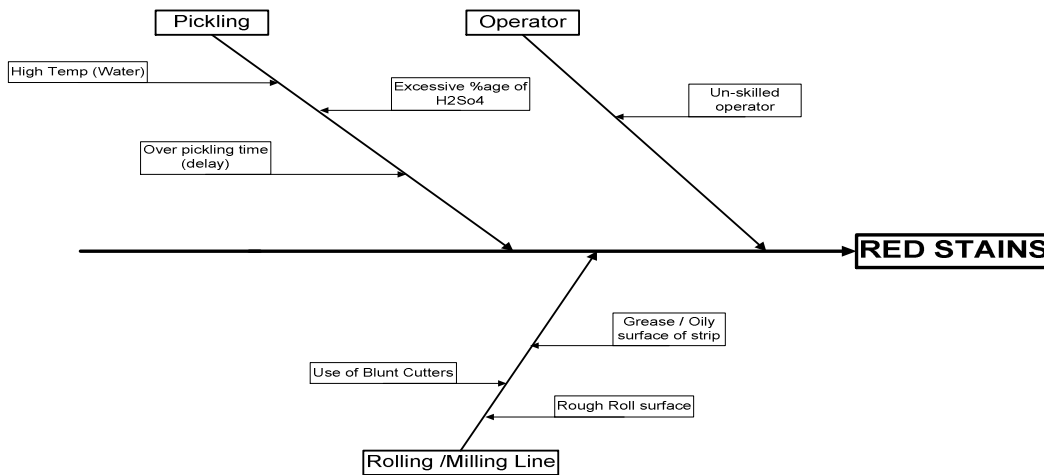 Pickling
Operator
High Temp (Water)
Excessive %age of
H2So4
Un-skilled
operator
Over pickling time
(delay)
RED STAINS
Grease / Oily
surface of strip
Use of Blunt Cutters
Rough Roll surface
Rolling /Milling Line